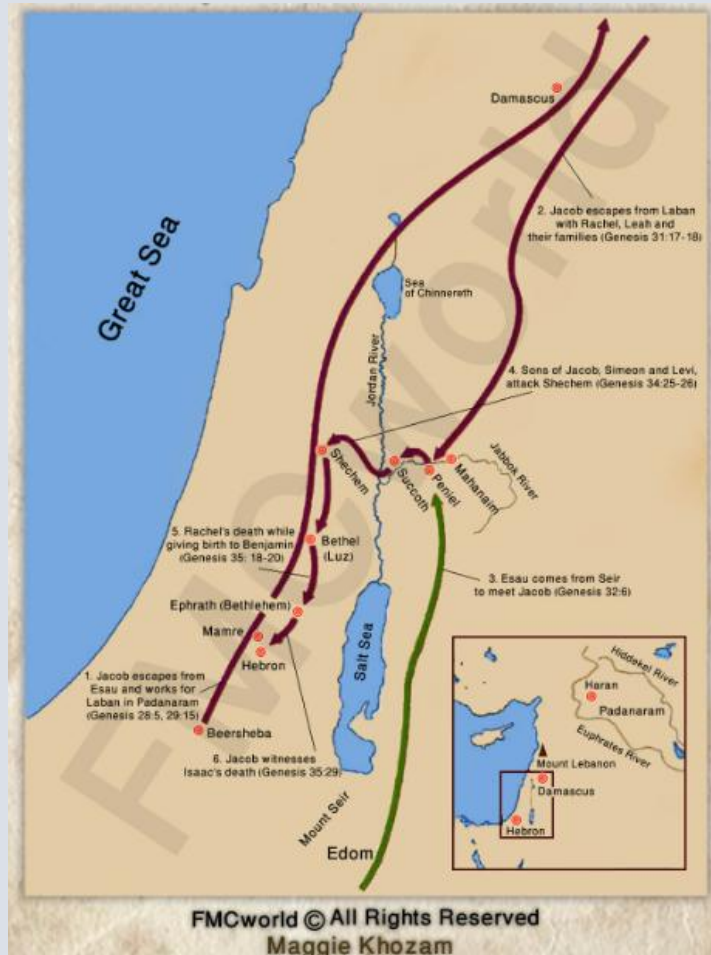 Damascus
2. Jacob escapes from Laban
with Rachel, Leah and
their families (Genesis 31:17-18)
Great Sea
Sea
of Chinnereth
Jordan River
4. Sons of Jacob, Simeon and Levi,
attack Shechem (Genesis 34:25-26)
Shechem
Succoth
Peniel
Mahanaim
Jabbok River
5. Rachel's death while
giving birth to Benjamin
(Genesis 35: 18-20)
Bethel
(Luz)
3. Esau comes from Seir
to meet Jacob (Genesis 32:6)
Ephrath (Bethlehem)
Mamre
Hebron
Salt Sea
1. Jacob escapes from
Esau and works for
Laban in Padanaram
(Genesis 28:5, 29:15)
Beersheba
6. Jacob witnesses
Isaac's death (Genesis 35:29)
Mount Seir
Edom
Hiddekel River
Haran
Padanaram
Euphrates River
Mount Lebanon
Damascus
Hebron
FMCworld
FMCworld © All Rights Reserved
Maggie Khozam